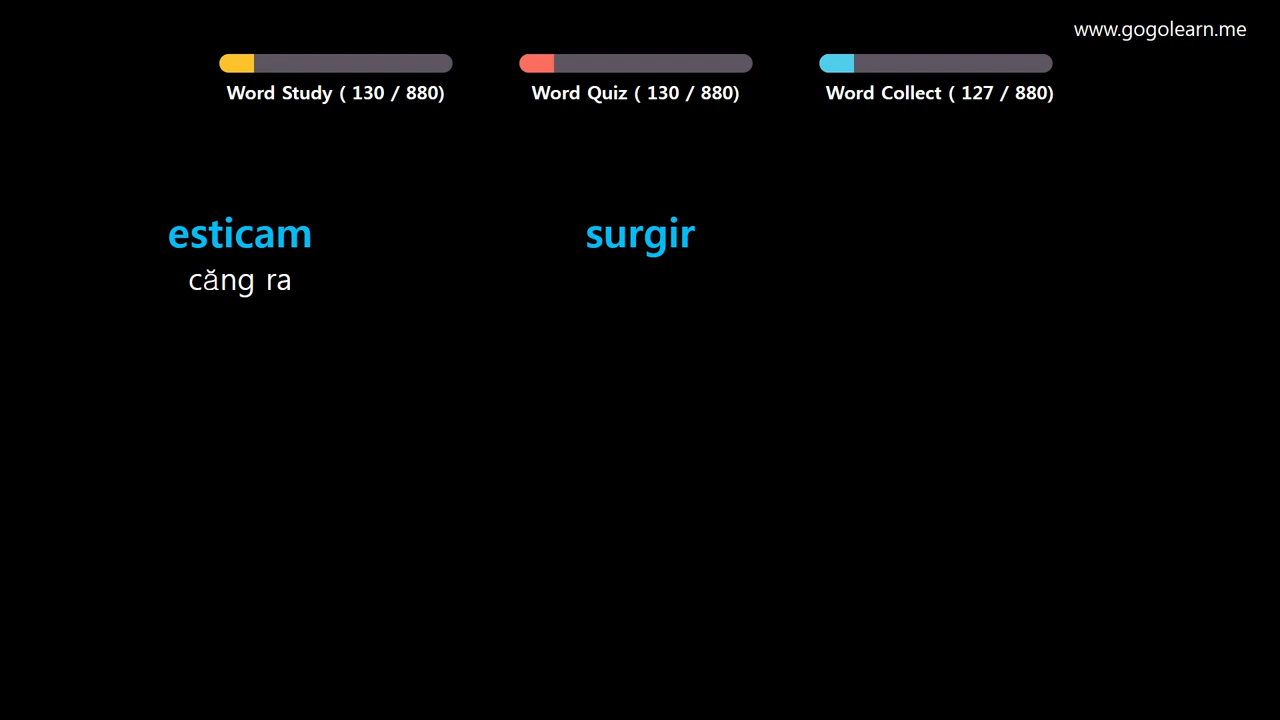 www.gogolearn.me
Word Study ( 130 / 880)
Word Quiz ( 130 / 880)
Word Collect ( 127 / 880)
esticam
căng ra
surgir